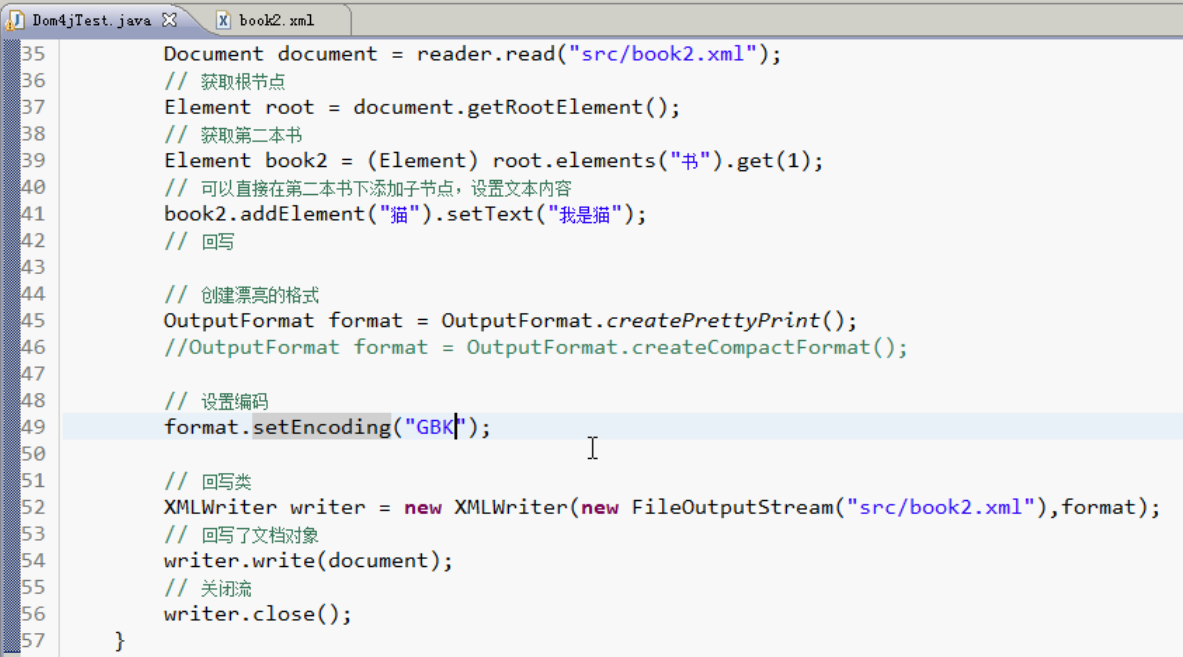 Dom4jTest.java book2.xml
35 Document document = reader.read("src/book2.xml");
36 // 获取根节点
37 Element root = document.getRootElement();
38 // 获取第二本书
39 Element book2 = (Element) root.elements("书").get(1);
40 // 可以直接在第二本书下添加子节点，设置文本内容
41 book2.addElement("猫").setText("我是猫");
42 // 回写
43
44 // 创建漂亮的格式
45 OutputFormat format = OutputFormat.createPrettyPrint();
46 //OutputFormat format = OutputFormat.createCompactFormat();
47
48 // 设置编码
49 format.setEncoding("GBK");
50
51 // 回写类
52 XMLWriter writer = new XMLWriter(new FileOutputStream("src/book2.xml"),format);
53 // 回写了文档对象
54 writer.write(document);
55 // 关闭流
56 writer.close();
57 }